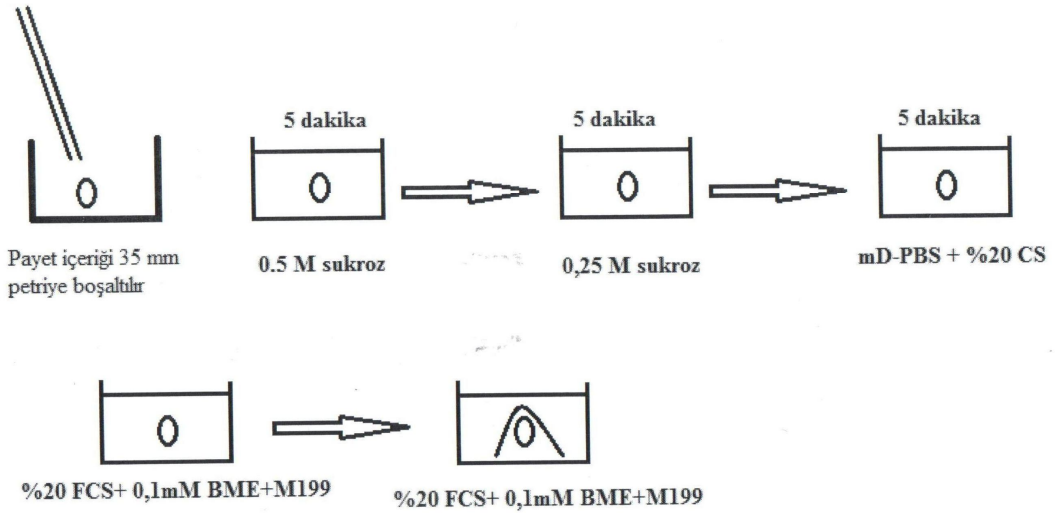 5 dakika
5 dakika
5 dakika
Payet içeriği 35 mm
petriye boşaltılır
0.5 M sukroz
0,25 M sukroz
mD-PBS + %20 CS
%20 FCS+ 0,1mM BME+M199
%20 FCS+ 0,1mM BME+M199